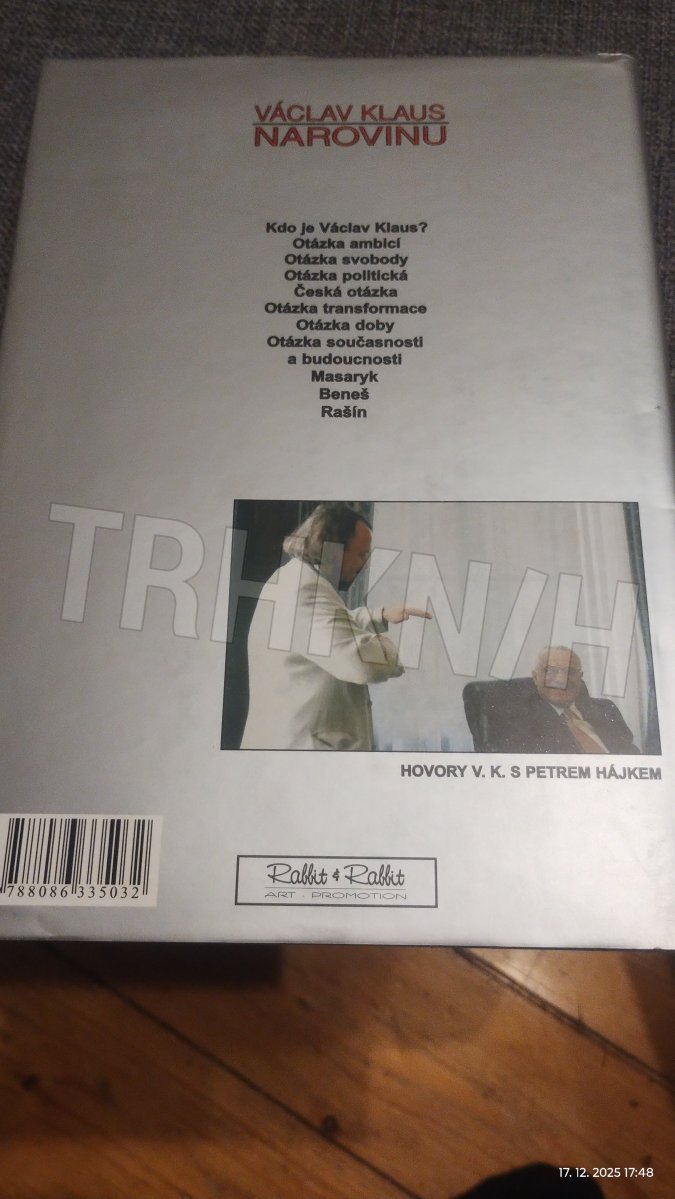 VÁCLAV KLAUS
NAROVINU
Kdo je Václav Klaus?
Otázka ambicí
Otázka svobody
Otázka politická
Česká otázka
Otázka transformace
Otázka doby
Otázka současnosti
a budoucnosti
Masaryk
Beneš
Rašín
TRHKNIH
HOVORY V. K. S PETREM HÁJKEM
788086 335032
Rabbit & Rabbit
ART - PROMOTION
17. 12. 2025 17:48